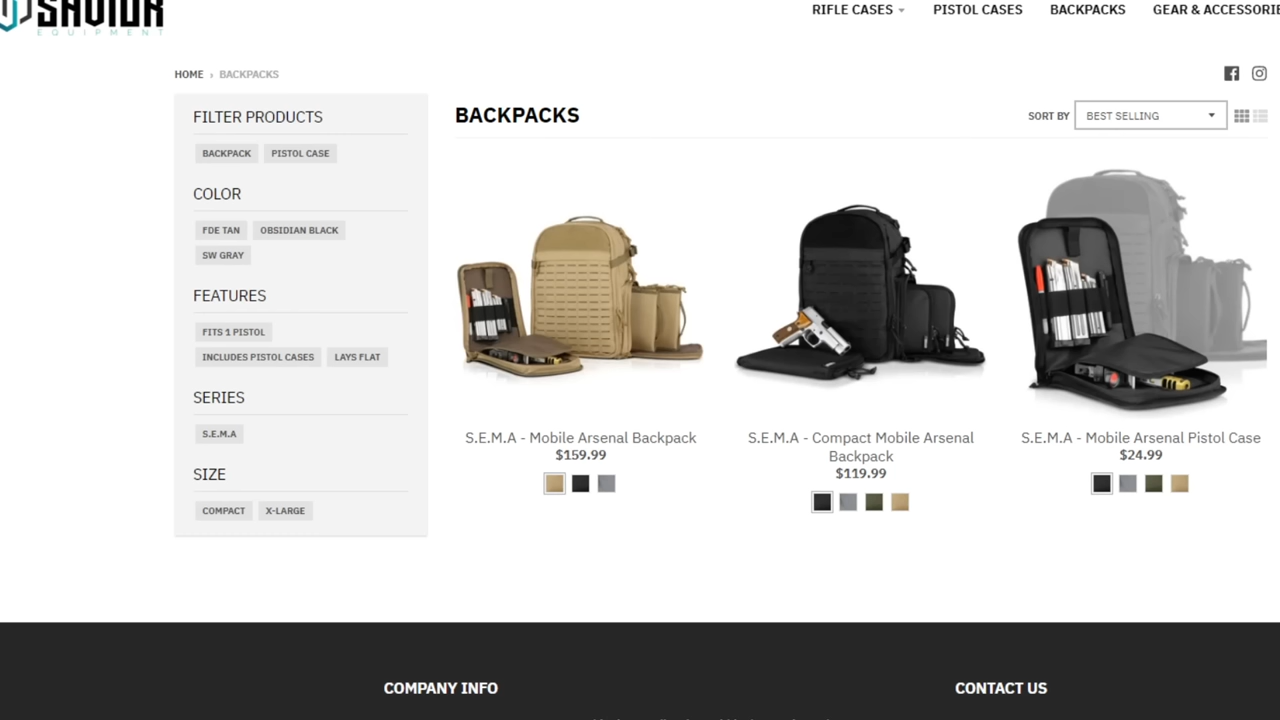 SAVIOR
EQUIPMENT
RIFLE CASES
PISTOL CASES
BACKPACKS
GEAR & ACCESSORIE
HOME › BACKPACKS
FILTER PRODUCTS
BACKPACK
PISTOL CASE
COLOR
FDE TAN
OBSIDIAN BLACK
SW GRAY
FEATURES
FITS 1 PISTOL
INCLUDES PISTOL CASES
LAYS FLAT
SERIES
S.E.M.A
SIZE
COMPACT
X-LARGE
BACKPACKS
SORT BY
BEST SELLING
S.E.M.A - Mobile Arsenal Backpack
$159.99
S.E.M.A - Compact Mobile Arsenal
Backpack
$119.99
S.E.M.A - Mobile Arsenal Pistol Case
$24.99
COMPANY INFO
CONTACT US